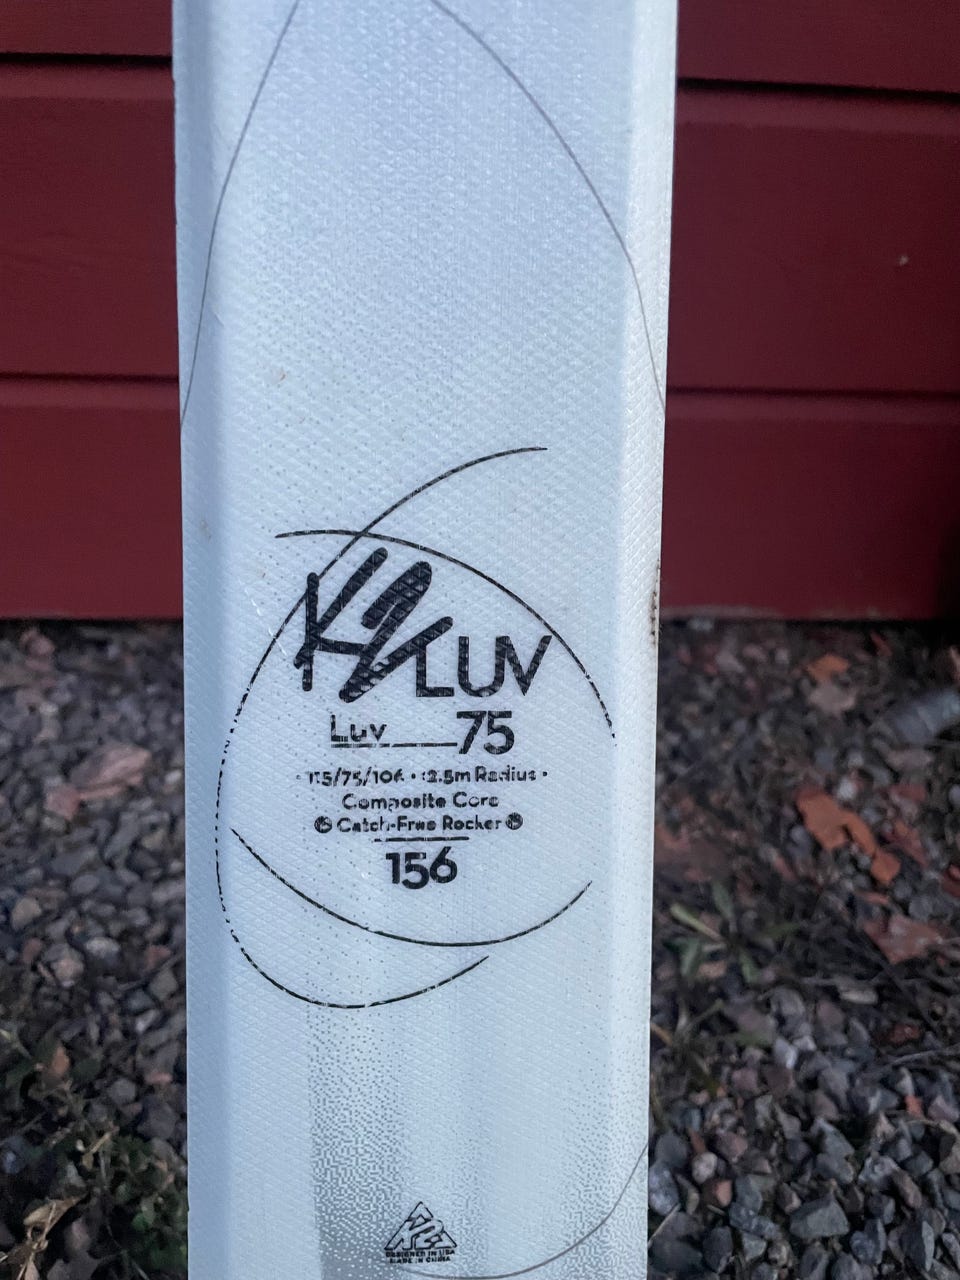 K2 LUV
Luv 75
• 115/75/106 • 12.5m Radius •
Composite Core
Catch-Free Rocker
156
K2
DESIGNED IN USA
MADE IN CHINA